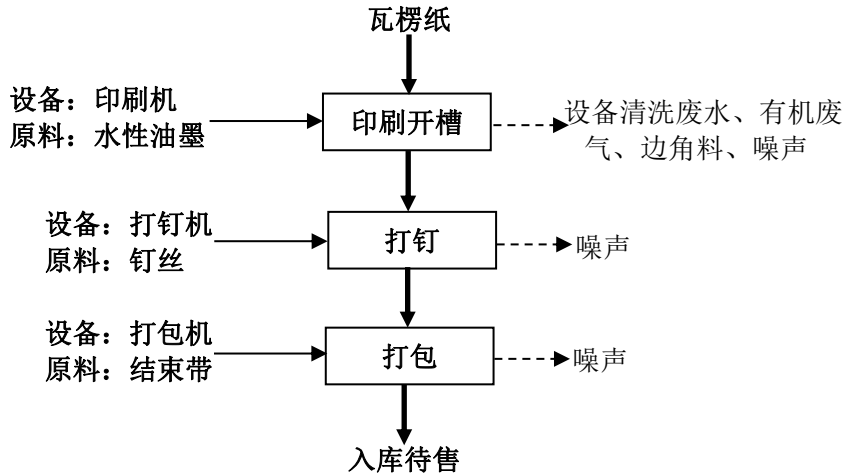 瓦楞纸
设备：印刷机
原料：水性油墨
印刷开槽
设备清洗废水、有机废
气、边角料、噪声
设备：打钉机
原料：钉丝
打钉
噪声
设备：打包机
原料：结束带
打包
噪声
入库待售